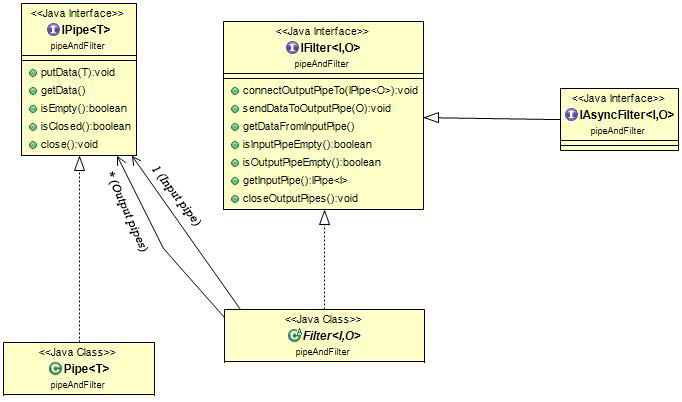 <<Java Interface>>
IPipe<T>
pipeAndFilter
putData(T):void
getData()
isEmpty():boolean
isClosed():boolean
close():void
<<Java Interface>>
IFilter<I,O>
pipeAndFilter
connectOutputPipeTo(IPipe<O>):void
sendDataToOutputPipe(O):void
getDataFromInputPipe()
isInputPipeEmpty():boolean
isOutputPipeEmpty():boolean
getInputPipe():IPipe<I>
closeOutputPipes():void
<<Java Interface>>
IAsyncFilter<I,O>
pipeAndFilter
1 (Input pipe)
* (Output pipes)
<<Java Class>>
Filter<I,O>
pipeAndFilter
<<Java Class>>
Pipe<T>
pipeAndFilter